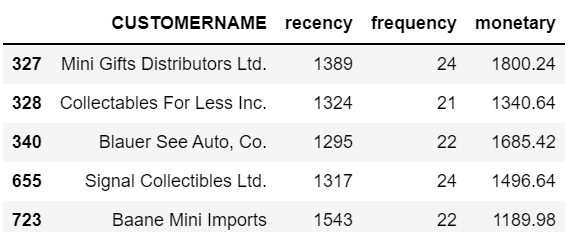 CUSTOMERNAME recency frequency monetary
327 Mini Gifts Distributors Ltd. 1389 24 1800.24
328 Collectables For Less Inc. 1324 21 1340.64
340 Blauer See Auto, Co. 1295 22 1685.42
655 Signal Collectibles Ltd. 1317 24 1496.64
723 Baane Mini Imports 1543 22 1189.98